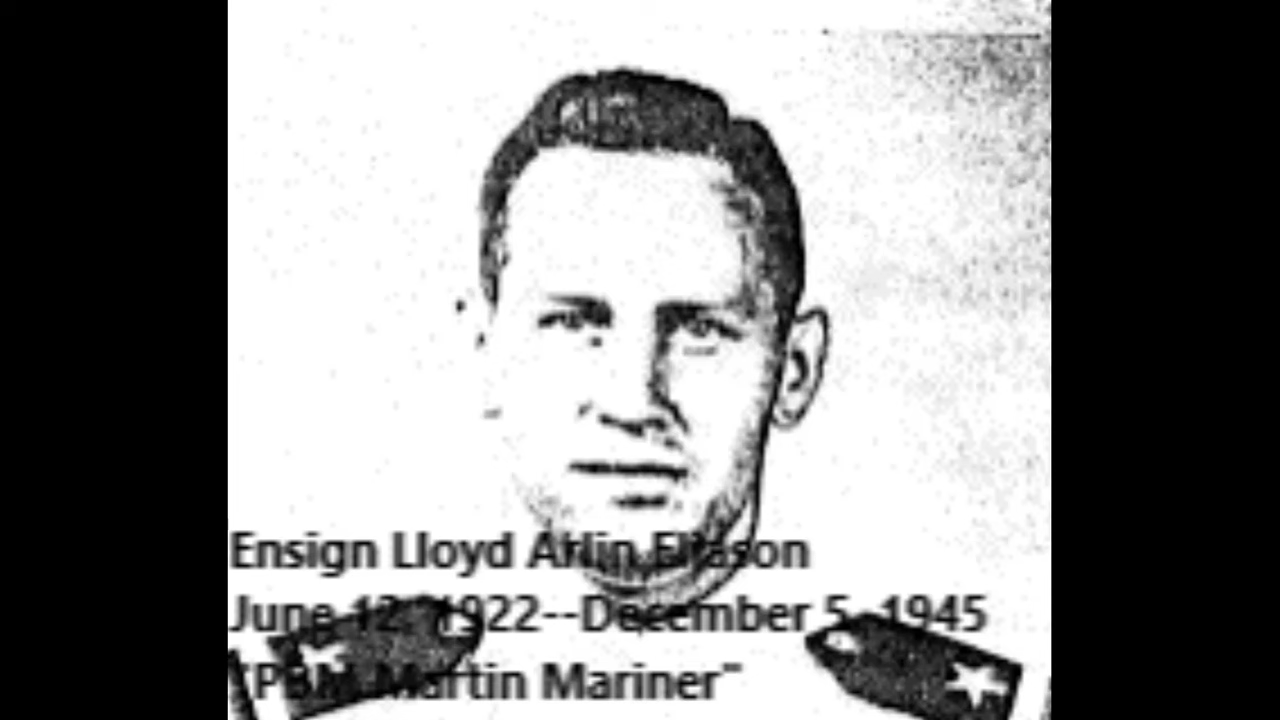 Ensign Lloyd Arlin Eliason
June 12, 1922--December 5, 1945
"PBM Martin Mariner"